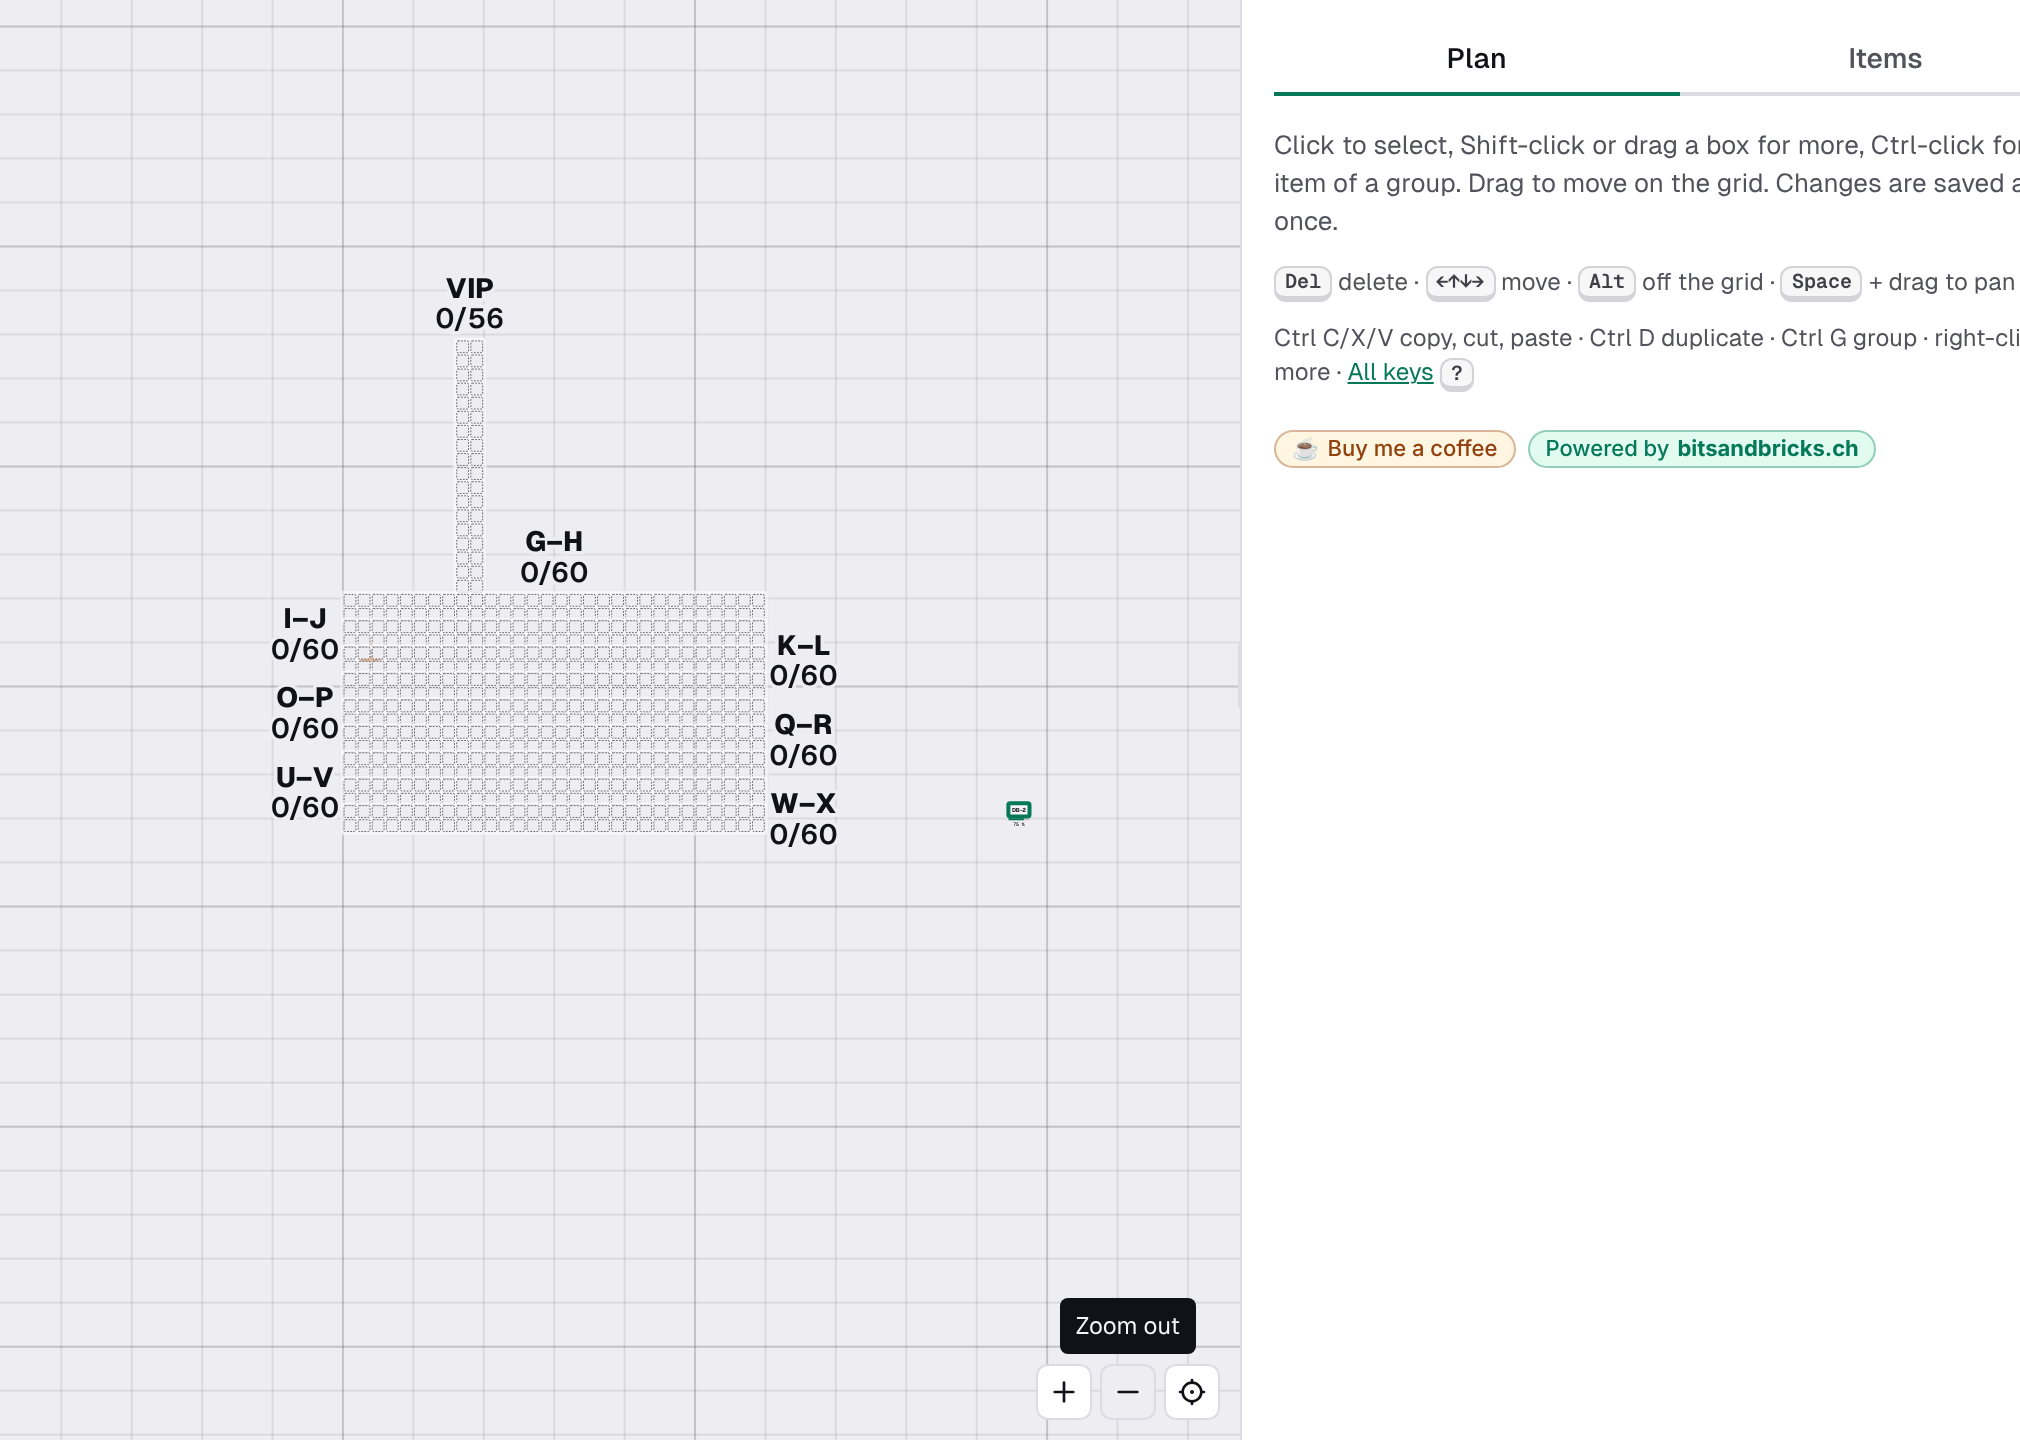 Plan
Items
Click to select, Shift-click or drag a box for more, Ctrl-click for
item of a group. Drag to move on the grid. Changes are saved a
once.
Del delete · ←↑↓→ move · Alt off the grid · Space + drag to pan
Ctrl C/X/V copy, cut, paste · Ctrl D duplicate · Ctrl G group · right-cli
more · All keys ?
☕ Buy me a coffee
Powered by bitsandbricks.ch
VIP
0/56
G–H
0/60
I–J
0/60
K–L
0/60
O–P
0/60
Q–R
0/60
U–V
0/60
W–X
0/60
DB-2
Zoom out